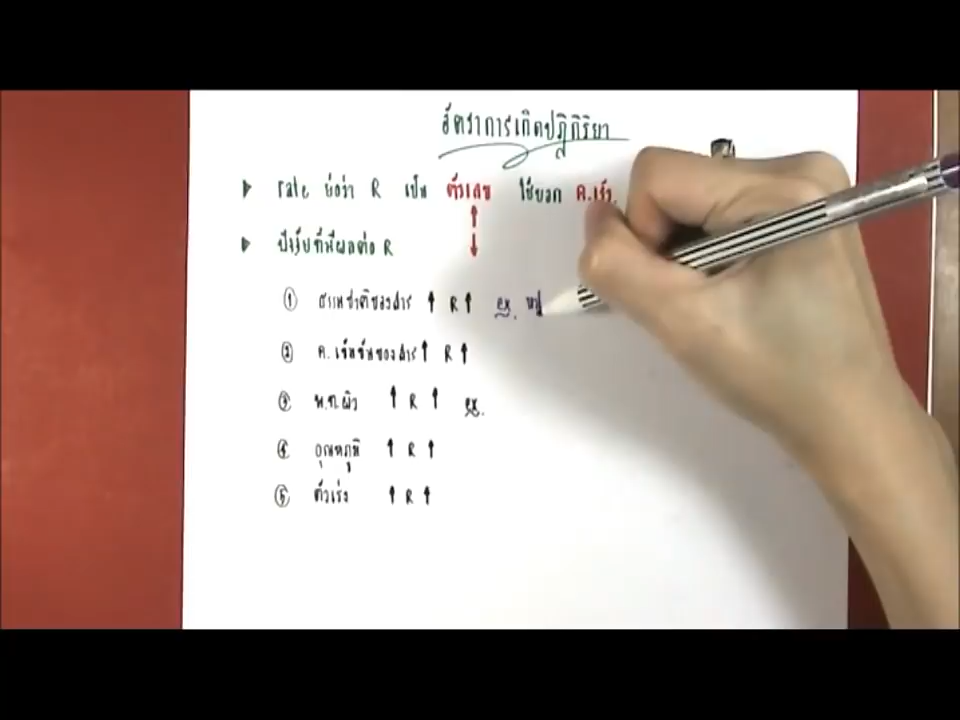 อัตราการเกิดปฏิกิริยา
rate ย่อว่า R เป็น ตัวเลข ใช้บอก ค.เร็ว
ปัจจัยที่มีผลต่อ R
① ธรรมชาติของสาร ↑ R ↑ ex.
② ค.เข้มข้นของสาร ↑ R ↑
③ พ.ท.ผิว ↑ R ↑ ex.
④ อุณหภูมิ ↑ R ↑
⑤ ตัวเร่ง ↑ R ↑